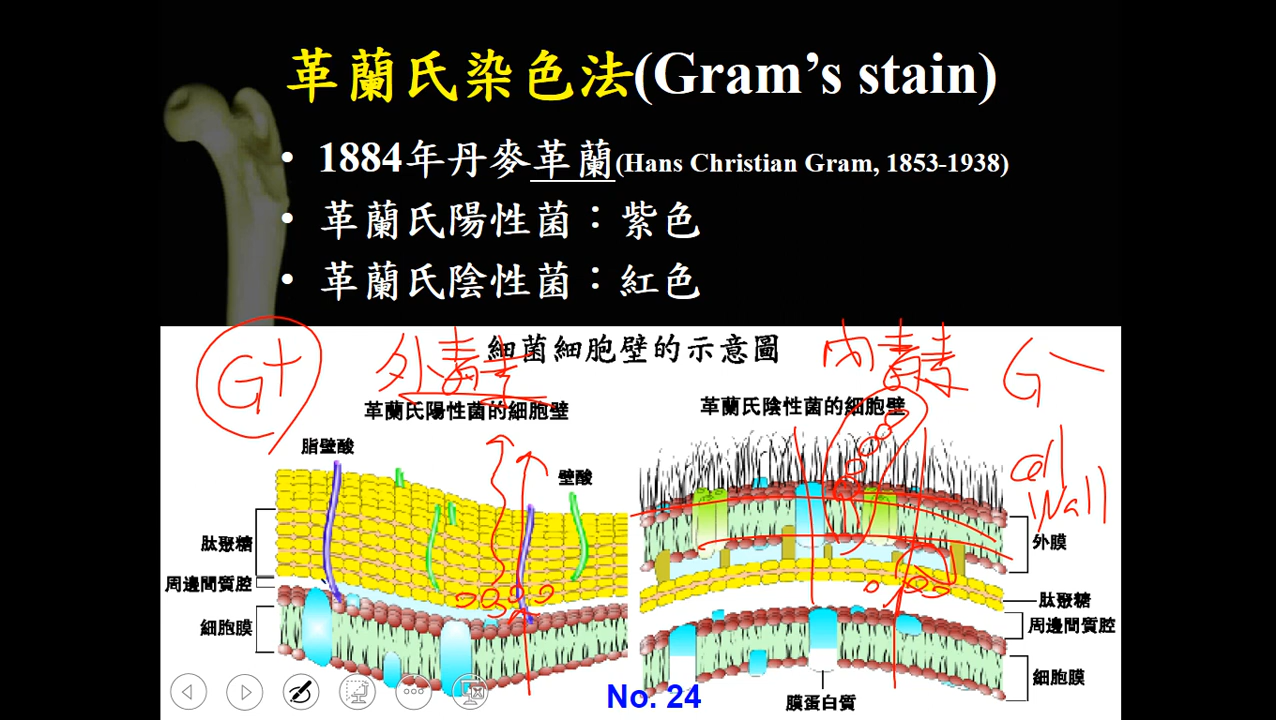 革蘭氏染色法(Gram's stain)
• 1884年丹麥革蘭(Hans Christian Gram, 1853-1938)
• 革蘭氏陽性菌：紫色
• 革蘭氏陰性菌：紅色
細菌細胞壁的示意圖
G+
外毒素
內毒素
G-
革蘭氏陽性菌的細胞壁
革蘭氏陰性菌的細胞壁
脂壁酸
壁酸
肽聚糖
周邊間質腔
細胞膜
Cell
Wall
外膜
肽聚糖
周邊間質腔
細胞膜
膜蛋白質
No. 24